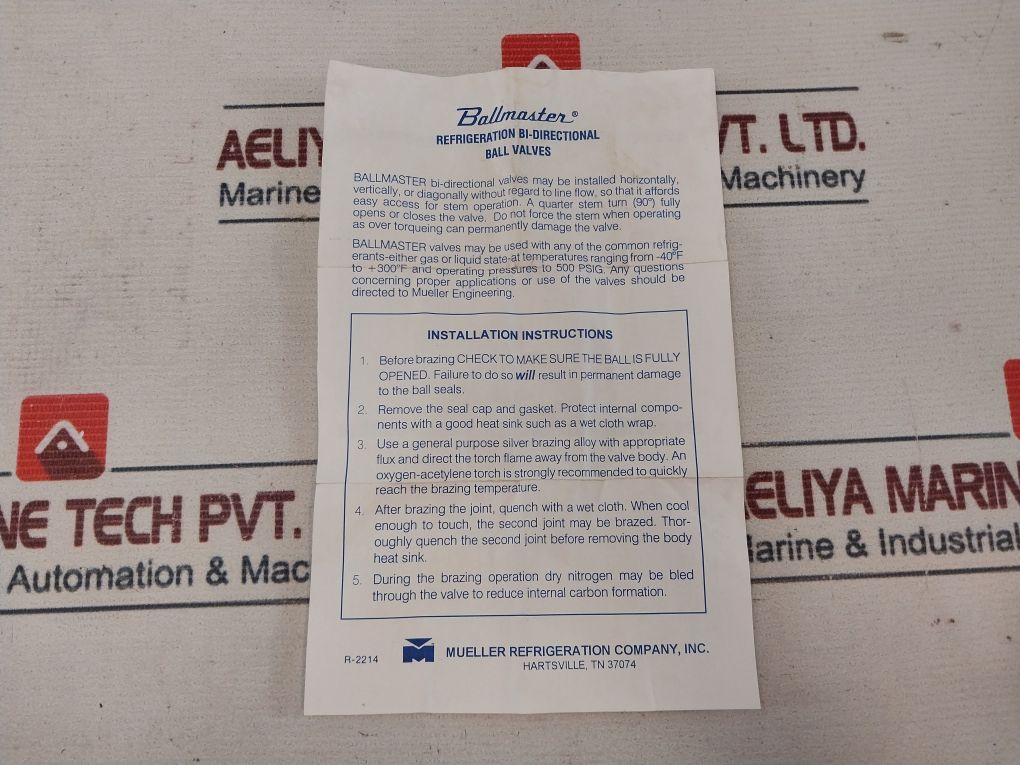 AELIYA
VT. LTD.
Marine
Machinery
Ballmaster®
REFRIGERATION BI-DIRECTIONAL
BALL VALVES
BALLMASTER bi-directional valves may be installed horizontally,
vertically, or diagonally without regard to line flow, so that it affords
easy access for stem operation. A quarter stem turn (90°) fully
opens or closes the valve. Do not force the stem when operating
as over torqueing can permanently damage the valve.
BALLMASTER valves may be used with any of the common refrig-
erants-either gas or liquid state-at temperatures ranging from -40°F
to +300°F and operating pressures to 500 PSIG. Any questions
concerning proper applications or use of the valves should be
directed to Mueller Engineering.
INSTALLATION INSTRUCTIONS
1. Before brazing CHECK TO MAKE SURE THE BALL IS FULLY
OPENED. Failure to do so will result in permanent damage
to the ball seals.
2. Remove the seal cap and gasket. Protect internal compo-
nents with a good heat sink such as a wet cloth wrap.
3. Use a general purpose silver brazing alloy with appropriate
flux and direct the torch flame away from the valve body. An
oxygen-acetylene torch is strongly recommended to quickly
reach the brazing temperature.
4. After brazing the joint, quench with a wet cloth. When cool
enough to touch, the second joint may be brazed. Thor-
oughly quench the second joint before removing the body
heat sink.
5. During the brazing operation dry nitrogen may be bled
through the valve to reduce internal carbon formation.
R-2214
MUELLER REFRIGERATION COMPANY, INC.
HARTSVILLE, TN 37074
NE TECH PVT.
Automation & Mac
AELIYA MARIN
Marine & Industrial